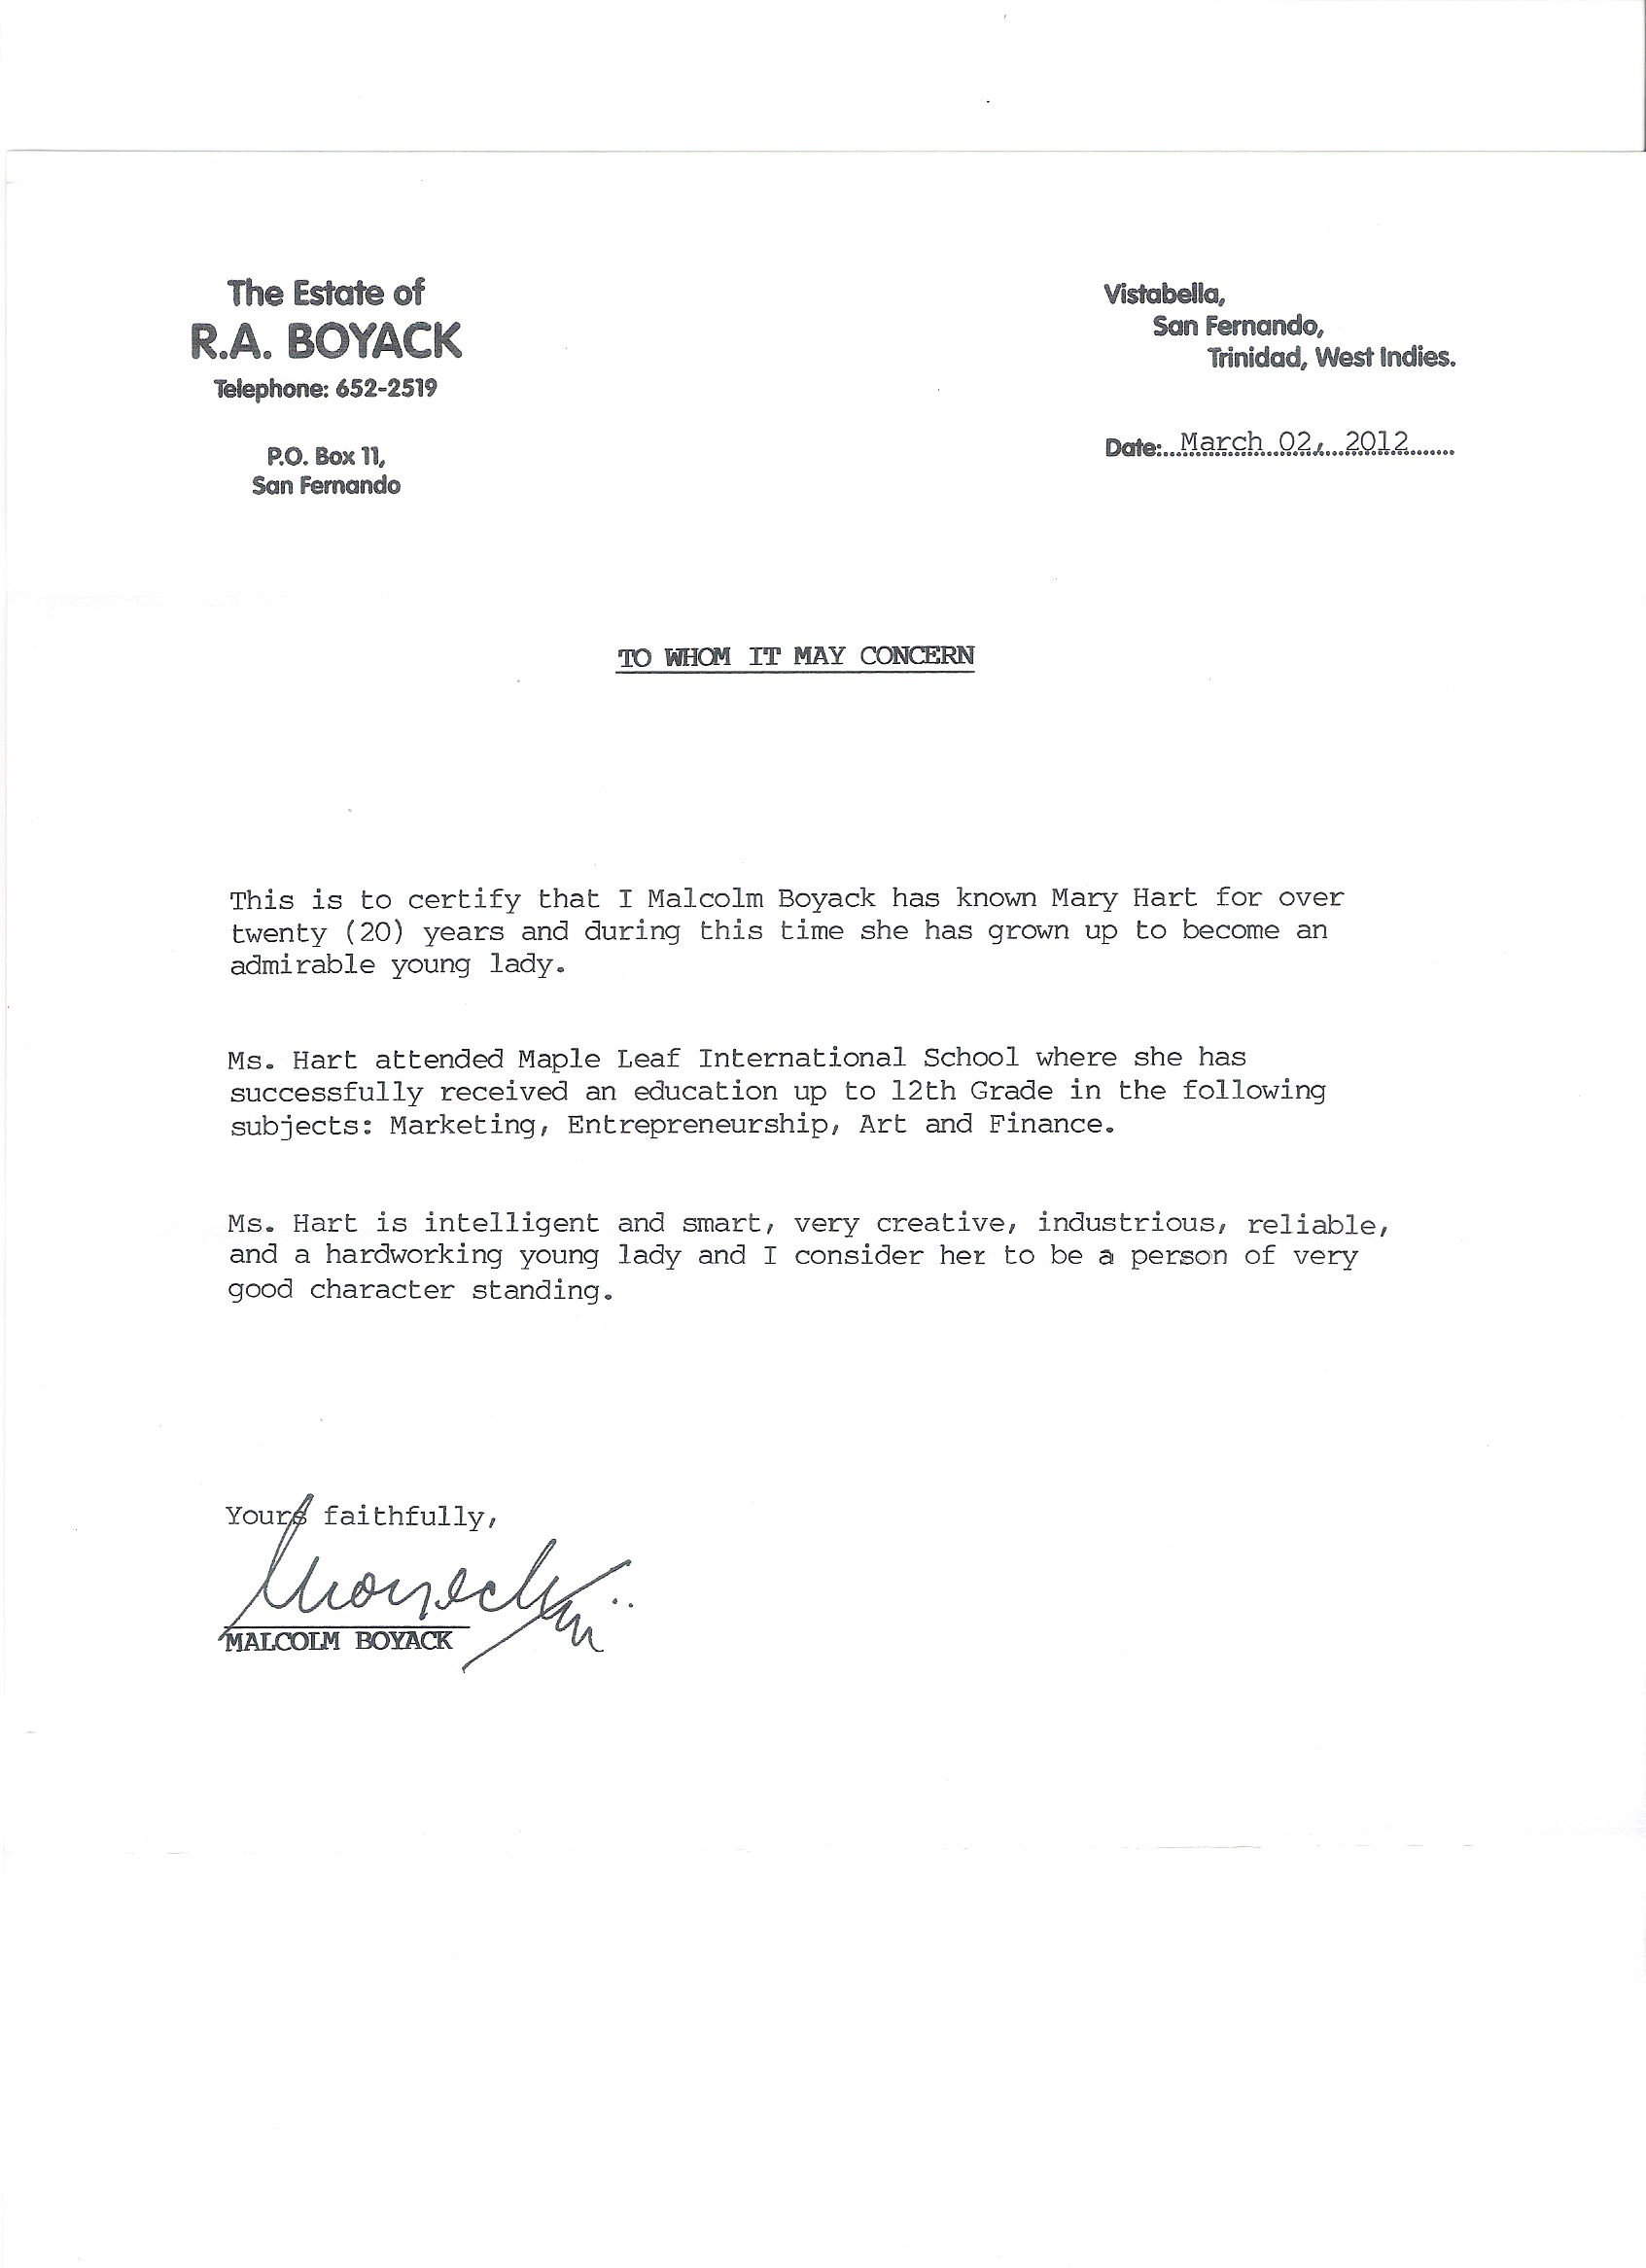 The Estate of
R.A. BOYACK
Telephone: 652-2519
P.O. Box 11,
San Fernando
Vistabella,
San Fernando,
Trinidad, West Indies.
Date:...March 02, 2012.......
TO WHOM IT MAY CONCERN
This is to certify that I Malcolm Boyack has known Mary Hart for over
twenty (20) years and during this time she has grown up to become an
admirable young lady.
Ms. Hart attended Maple Leaf International School where she has
successfully received an education up to 12th Grade in the following
subjects: Marketing, Entrepreneurship, Art and Finance.
Ms. Hart is intelligent and smart, very creative, industrious, reliable,
and a hardworking young lady and I consider her to be a person of very
good character standing.
Yours faithfully,
MALCOLM BOYACK